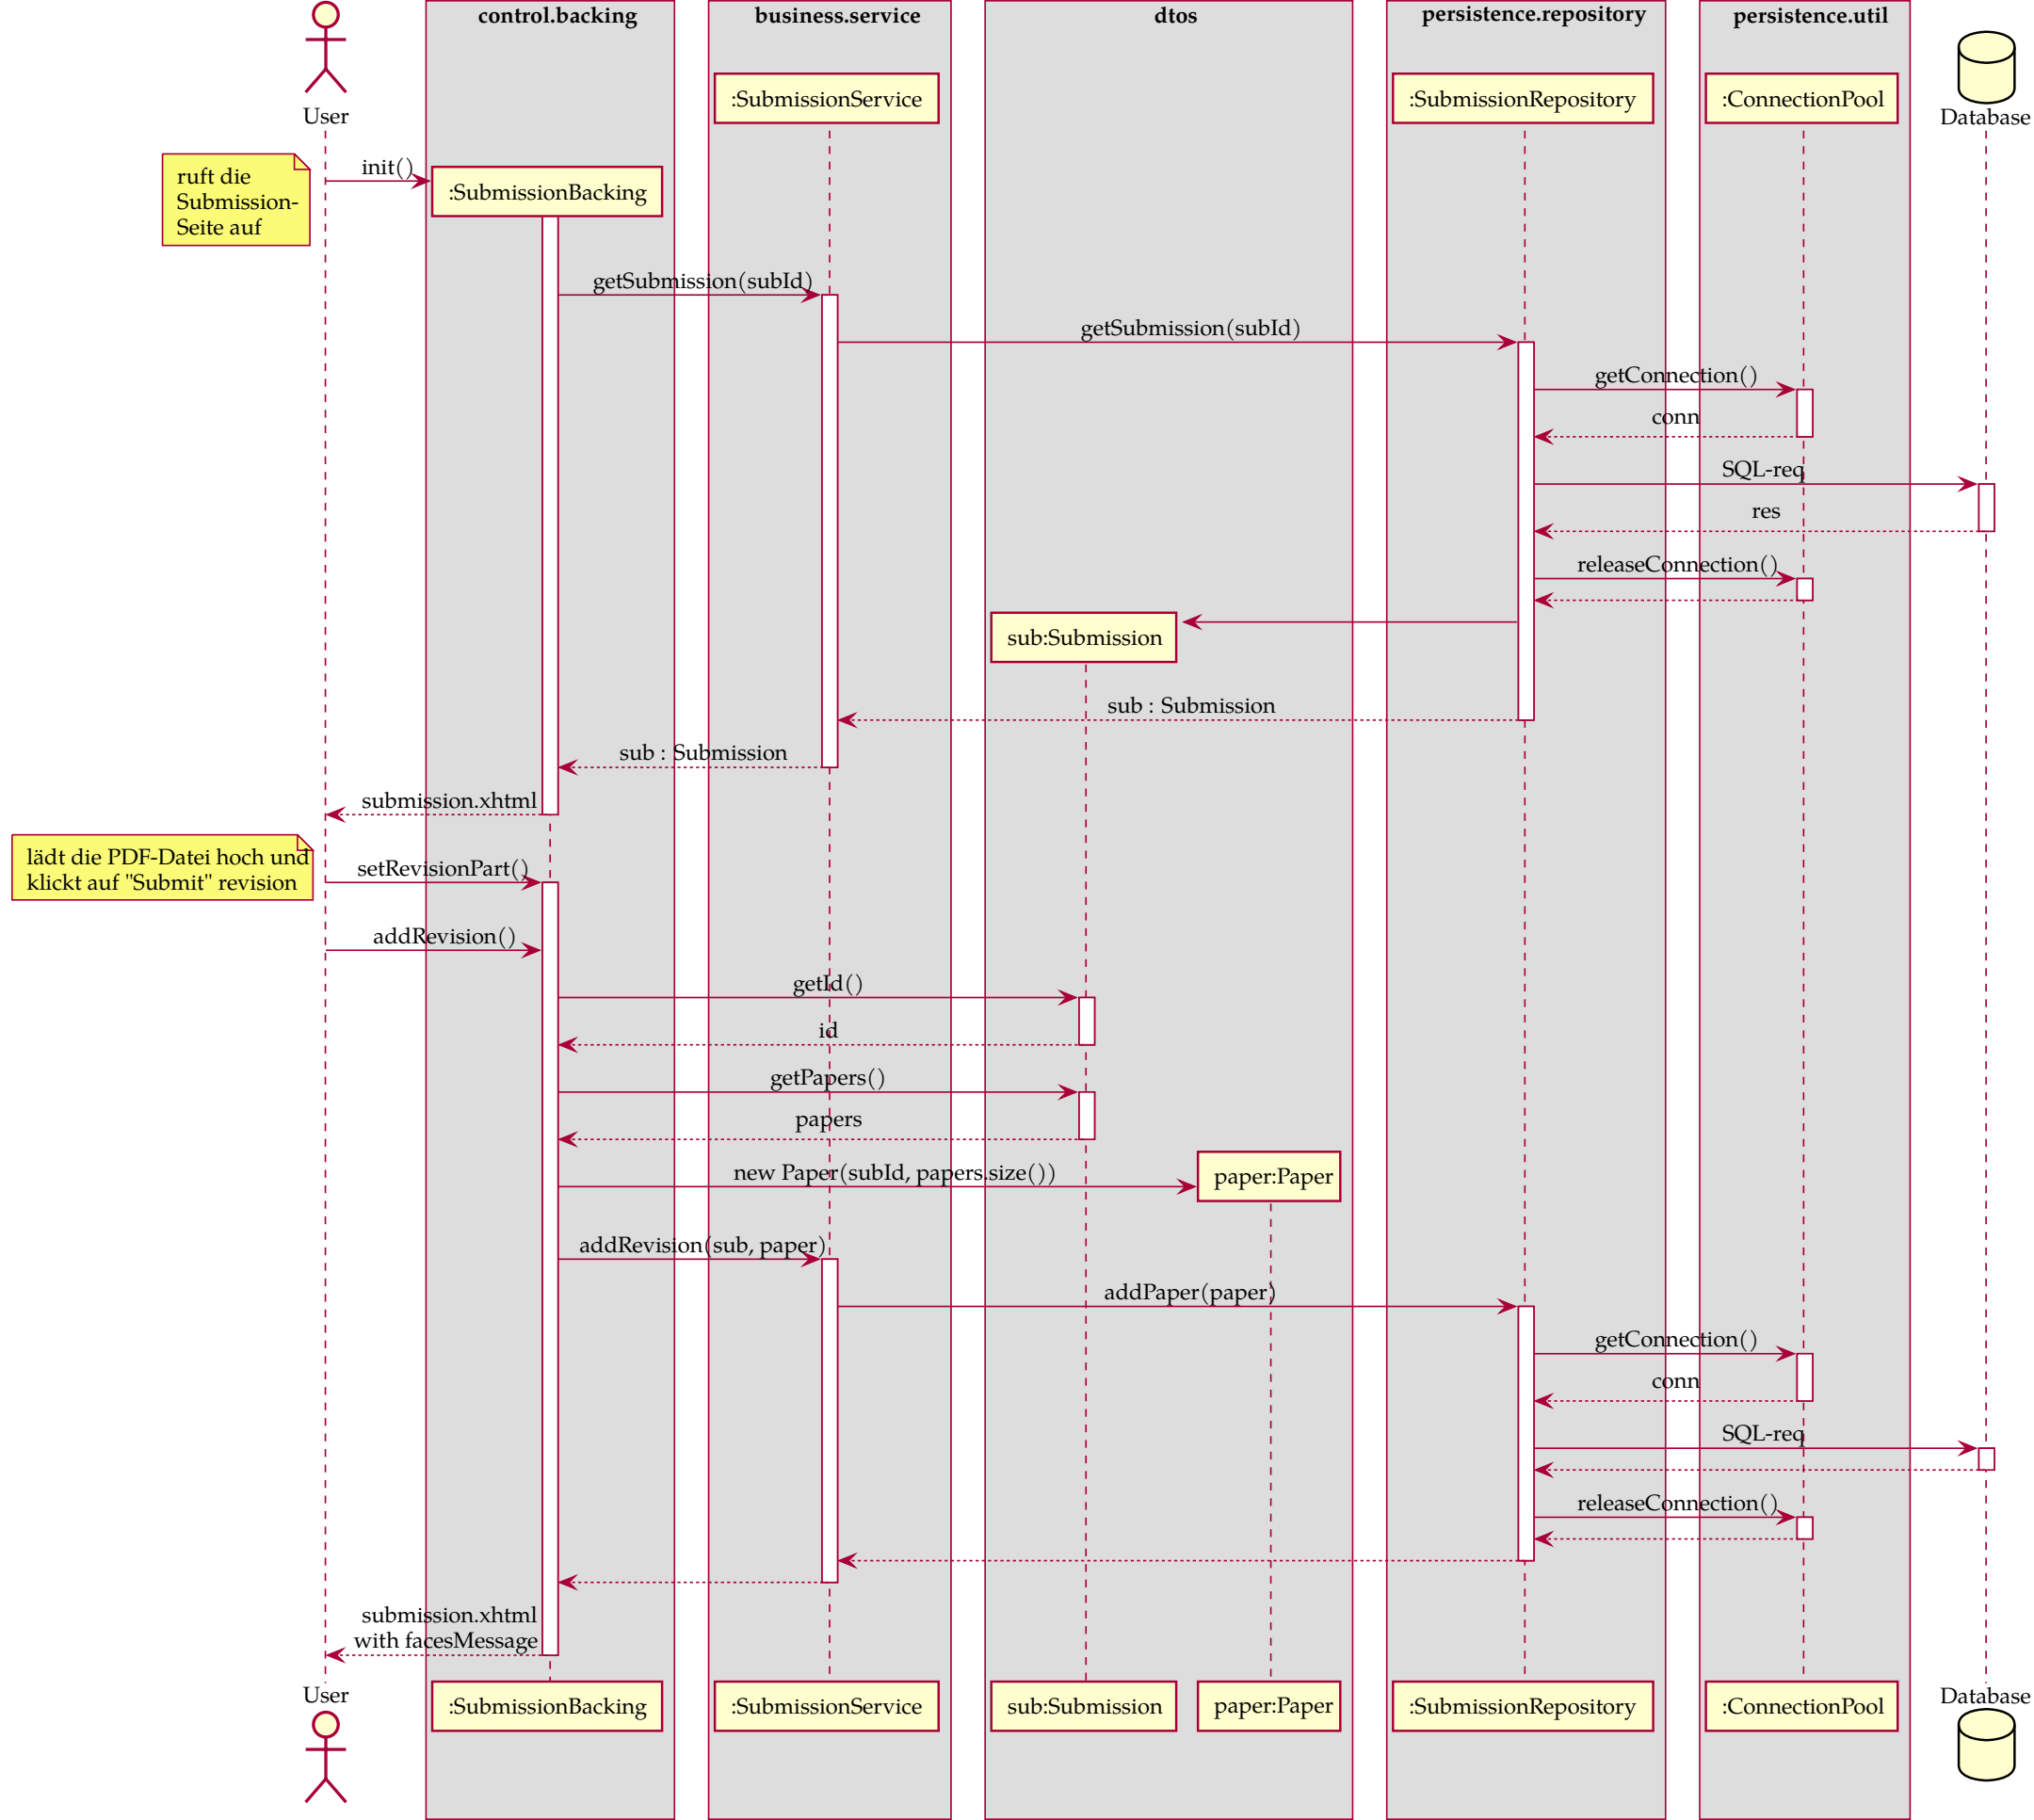 control.backing
business.service
dtos
persistence.repository
persistence.util
:SubmissionService
:SubmissionRepository
:ConnectionPool
User
Database
ruft die
Submission-
Seite auf
init()
:SubmissionBacking
getSubmission(subId)
getSubmission(subId)
getConnection()
conn
SQL-req
res
releaseConnection()
sub:Submission
sub : Submission
sub : Submission
submission.xhtml
lädt die PDF-Datei hoch und
klickt auf "Submit" revision
setRevisionPart()
addRevision()
getId()
id
getPapers()
papers
new Paper(subId, papers.size())
paper:Paper
addRevision(sub, paper)
addPaper(paper)
getConnection()
conn
SQL-req
releaseConnection()
submission.xhtml
with facesMessage
User
:SubmissionBacking
:SubmissionService
sub:Submission
paper:Paper
:SubmissionRepository
:ConnectionPool
Database